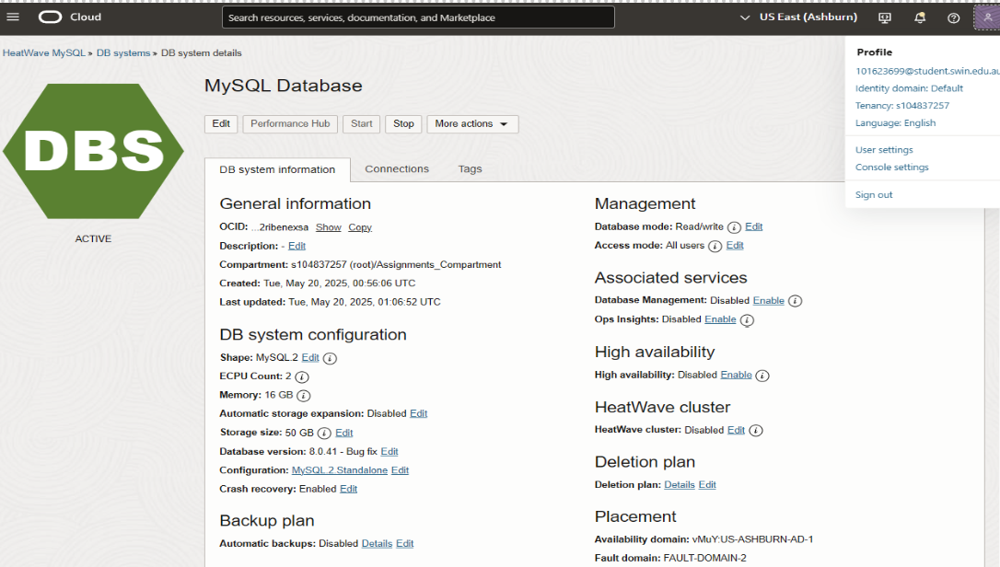 Cloud
Search resources, services, documentation, and Marketplace
US East (Ashburn)
HeatWave MySQL » DB systems » DB system details
Profile
101623699@student.swin.edu.au
Identity domain: Default
Tenancy: s104837257
Language: English
User settings
Console settings
Sign out
DBS
ACTIVE
MySQL Database
Edit Performance Hub Start Stop More actions
DB system information Connections Tags
General information
OCID: ...2ribenexsa Show Copy
Description: - Edit
Compartment: s104837257 (root)/Assignments_Compartment
Created: Tue, May 20, 2025, 00:56:06 UTC
Last updated: Tue, May 20, 2025, 01:06:52 UTC
DB system configuration
Shape: MySQL.2 Edit i
ECPU Count: 2 i
Memory: 16 GB i
Automatic storage expansion: Disabled Edit
Storage size: 50 GB i Edit
Database version: 8.0.41 - Bug fix Edit
Configuration: MySQL.2.Standalone Edit
Crash recovery: Enabled Edit
Backup plan
Automatic backups: Disabled Details Edit
Management
Database mode: Read/write i Edit
Access mode: All users i Edit
Associated services
Database Management: Disabled Enable i
Ops Insights: Disabled Enable i
High availability
High availability: Disabled Enable i
HeatWave cluster
HeatWave cluster: Disabled Edit i
Deletion plan
Deletion plan: Details Edit
Placement
Availability domain: vMuY:US-ASHBURN-AD-1
Fault domain: FAULT-DOMAIN-2